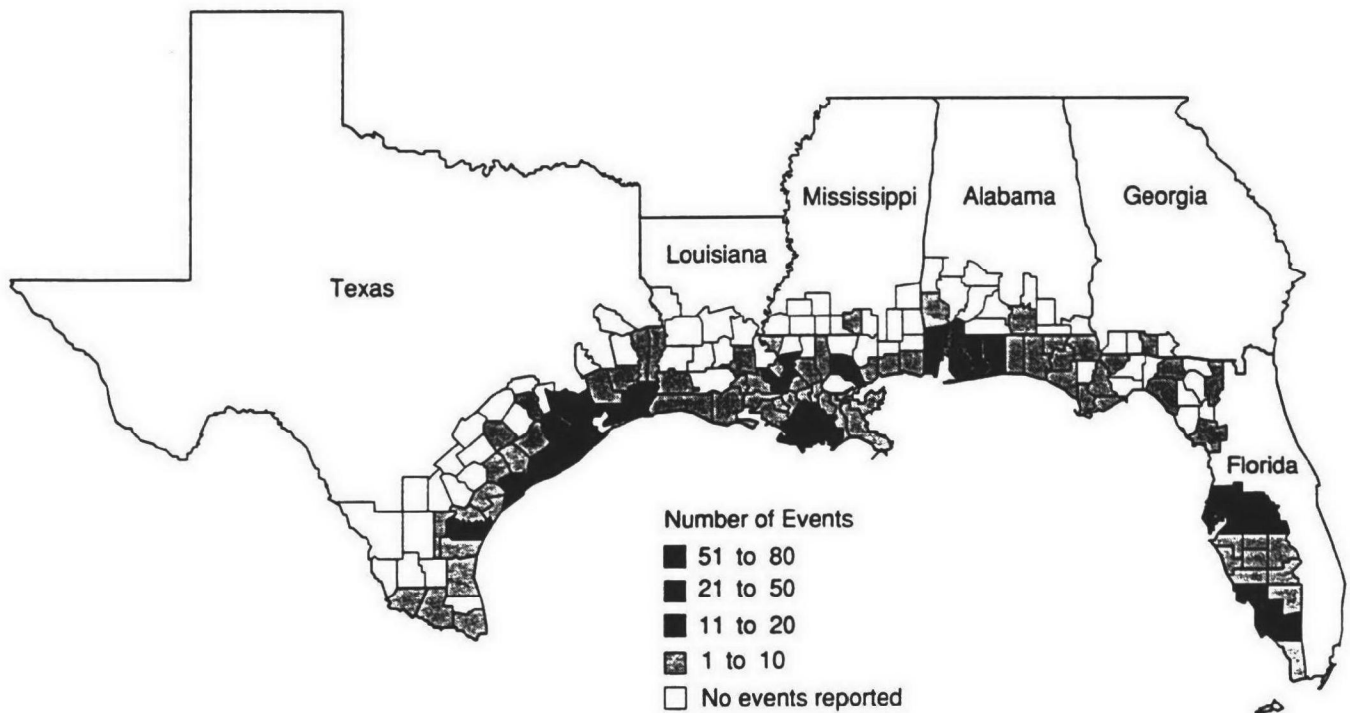 Mississippi
Alabama
Georgia
Louisiana
Texas
Florida
Number of Events
51 to 80
21 to 50
11 to 20
1 to 10
No events reported